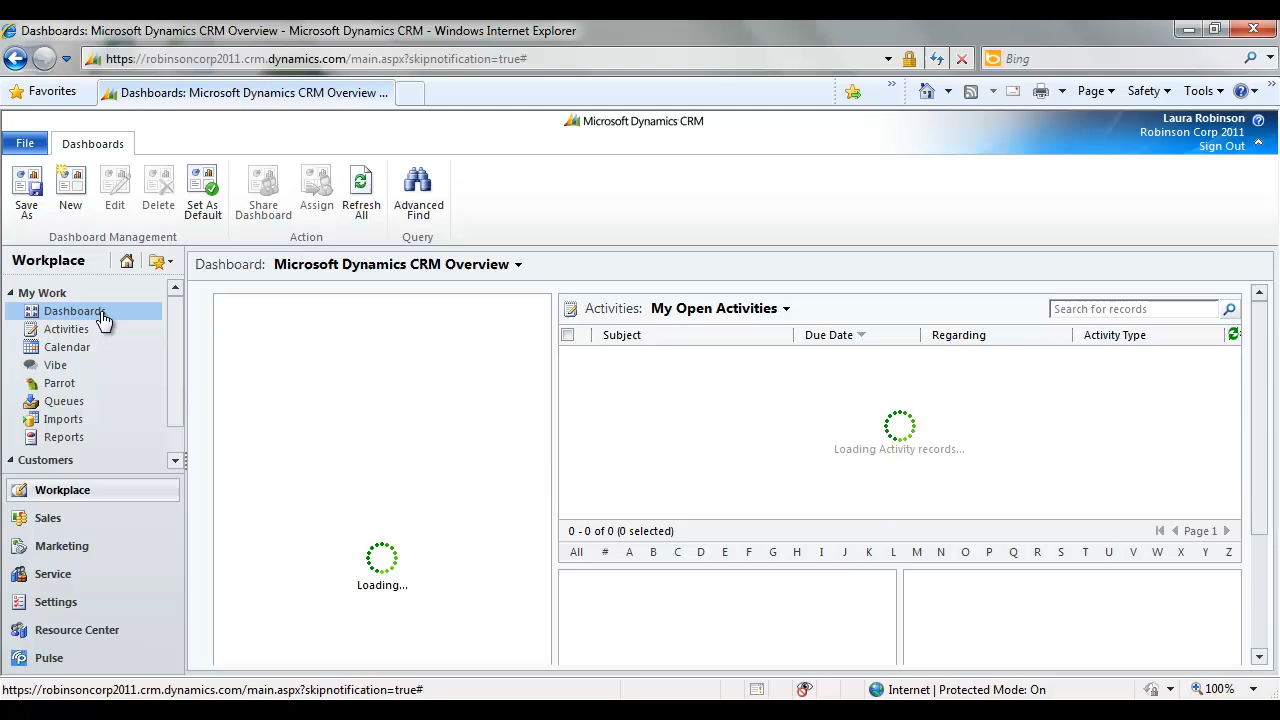 Dashboards: Microsoft Dynamics CRM Overview - Microsoft Dynamics CRM - Windows Internet Explorer
https://robinsoncorp2011.crm.dynamics.com/main.aspx?skipnotification=true#
Bing
Favorites
Dashboards: Microsoft Dynamics CRM Overview ...
Page
Safety
Tools
Microsoft Dynamics CRM
Laura Robinson
Robinson Corp 2011
Sign Out
File
Dashboards
Save As
New
Edit
Delete
Set As Default
Share Dashboard
Assign
Refresh All
Advanced Find
Dashboard Management
Action
Query
Workplace
My Work
Dashboards
Activities
Calendar
Vibe
Parrot
Queues
Imports
Reports
Customers
Workplace
Sales
Marketing
Service
Settings
Resource Center
Pulse
Dashboard: Microsoft Dynamics CRM Overview
Loading...
Activities: My Open Activities
Search for records
Subject
Due Date
Regarding
Activity Type
Loading Activity records...
0 - 0 of 0 (0 selected)
Page 1
All # A B C D E F G H I J K L M N O P Q R S T U V W X Y Z
https://robinsoncorp2011.crm.dynamics.com/main.aspx?skipnotification=true#
Internet | Protected Mode: On
100%